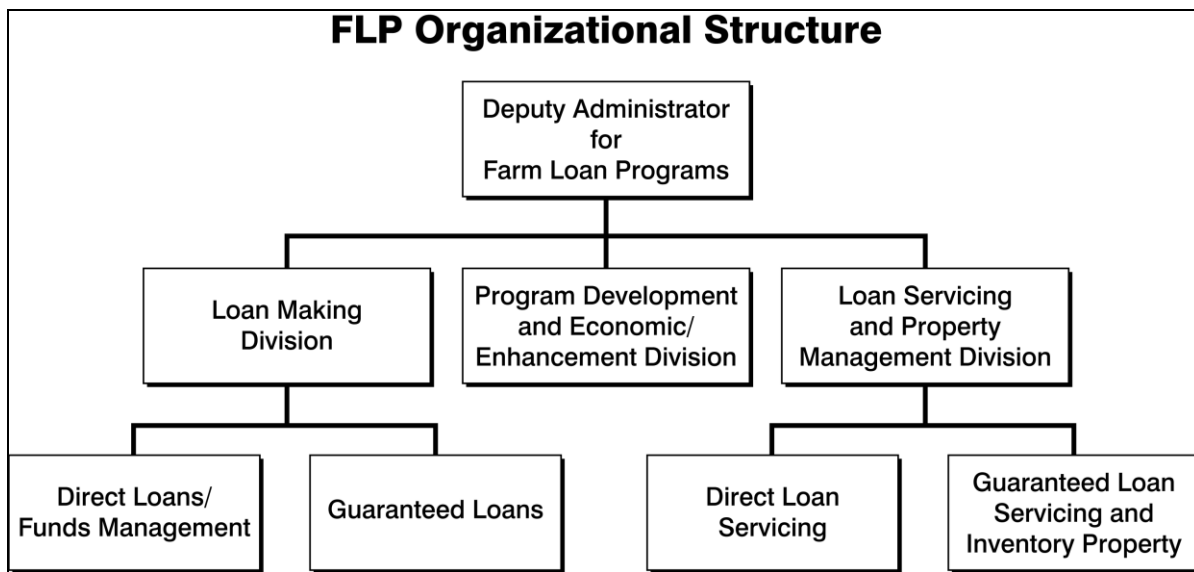 FLP Organizational Structure
Deputy Administrator
for
Farm Loan Programs
Loan Making
Division
Program Development
and Economic/
Enhancement Division
Loan Servicing
and Property
Management Division
Direct Loans/
Funds Management
Guaranteed Loans
Direct Loan
Servicing
Guaranteed Loan
Servicing and
Inventory Property